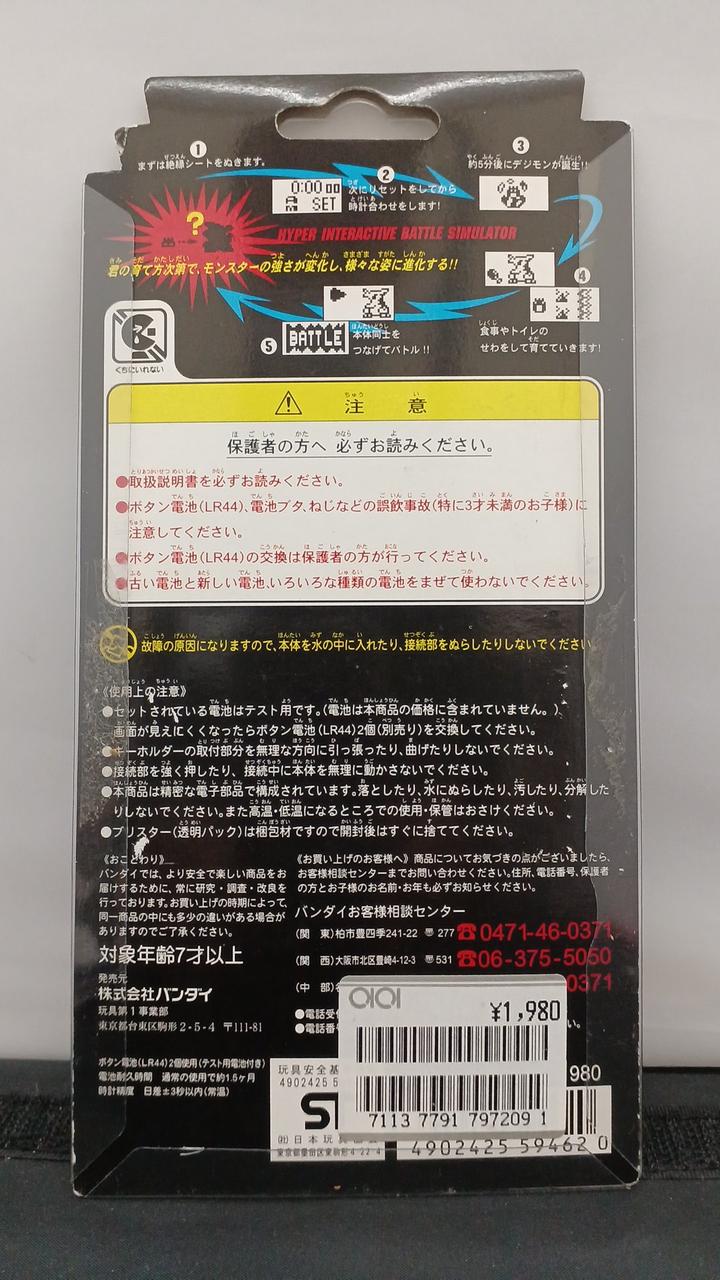 1
まずは絶縁シートをぬきます。
2
0:00 00
SET
次にリセットをしてから
時計合わせをします!
3
約5分後にデジモンが誕生!!
?
HYPER INTERACTIVE BATTLE SIMULATOR
君の育て方次第で、モンスターの強さが変化し、様々な姿に進化する!!
4
食事やトイレの
せわをして育てていきます!
5
BATTLE
本体同士を
つなげてバトル!!
くちにいれない
注意
保護者の方へ 必ずお読みください。
●取扱説明書を必ずお読みください。
●ボタン電池(LR44)、電池ブタ、ねじなどの誤飲事故(特に3才未満のお子様)に
注意してください。
●ボタン電池(LR44)の交換は保護者の方が行ってください。
●古い電池と新しい電池、いろいろな種類の電池をまぜて使わないでください。
故障の原因になりますので、本体を水の中に入れたり、接続部をぬらしたりしないでください
《使用上の注意》
●セットされている電池はテスト用です。(電池は本商品の価格に含まれていません。)
画面が見えにくくなったらボタン電池(LR44)2個(別売り)を交換してください。
●キーホルダーの取付部分を無理な方向に引っ張ったり、曲げたりしないでください。
●接続部を強く押したり、接続中に本体を無理に動かさないでください。
●本商品は精密な電子部品で構成されています。落としたり、水にぬらしたり、汚したり、分解した
りしないでください。また高温・低温になるところでの使用・保管はおさけください。
●ブリスター(透明パック)は梱包材ですので開封後はすぐに捨ててください。
《おことわり》
バンダイでは、より安全で楽しい商品をお
届けするために、常に研究・調査・改良を
行っております。お買い上げの時期によって、
同一商品の中にも多少の違いがある場合が
ありますのでご了承ください。
対象年齢7才以上
発売元
株式会社バンダイ
玩具第1事業部
東京都台東区駒形2-5-4 〒111-81
《お買い上げのお客様へ》商品についてお気づきの点がございましたら、
お客様相談センターまでお問い合わせください。住所、電話番号、保護者
の方とお子様のお名前・お年も必ずお知らせください。
バンダイお客様相談センター
(関 東)柏市豊四季241-22 〒277 ☎0471-46-0371
(関 西)大阪市北区豊崎4-12-3 〒531 ☎06-375-5050
(中 部) 0371
●電話受
●電話番
ボタン電池(LR44)2個使用(テスト用電池付き)
電池耐久時間 通常の使用で約1.5ヶ月
時計精度 日差±3秒以内(常温)
玩具安全基
4902425 5
ST
㈳日本玩
OIOI
¥1,980
7113 7791 797209 1
980
4902425 59462 0